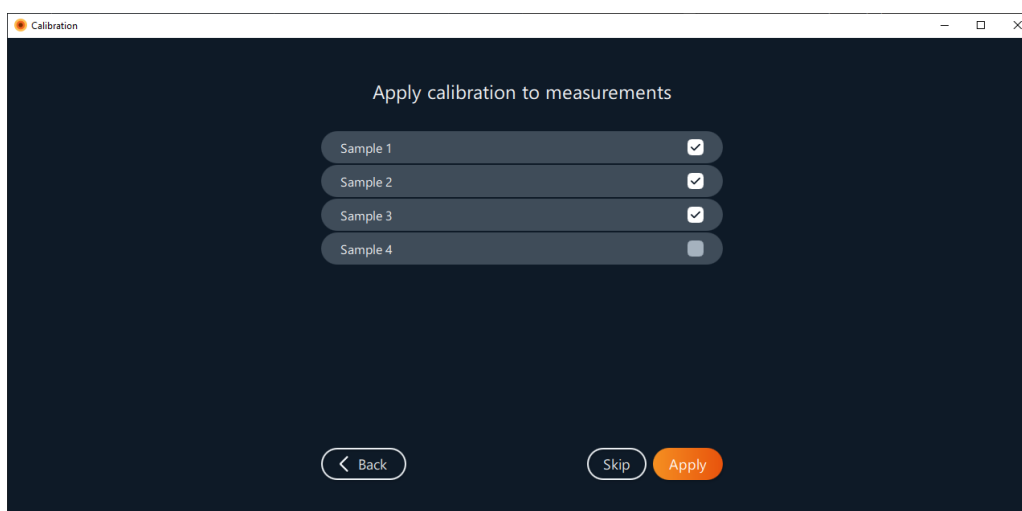 Calibration
Apply calibration to measurements
Sample 1
Sample 2
Sample 3
Sample 4
Back Skip Apply